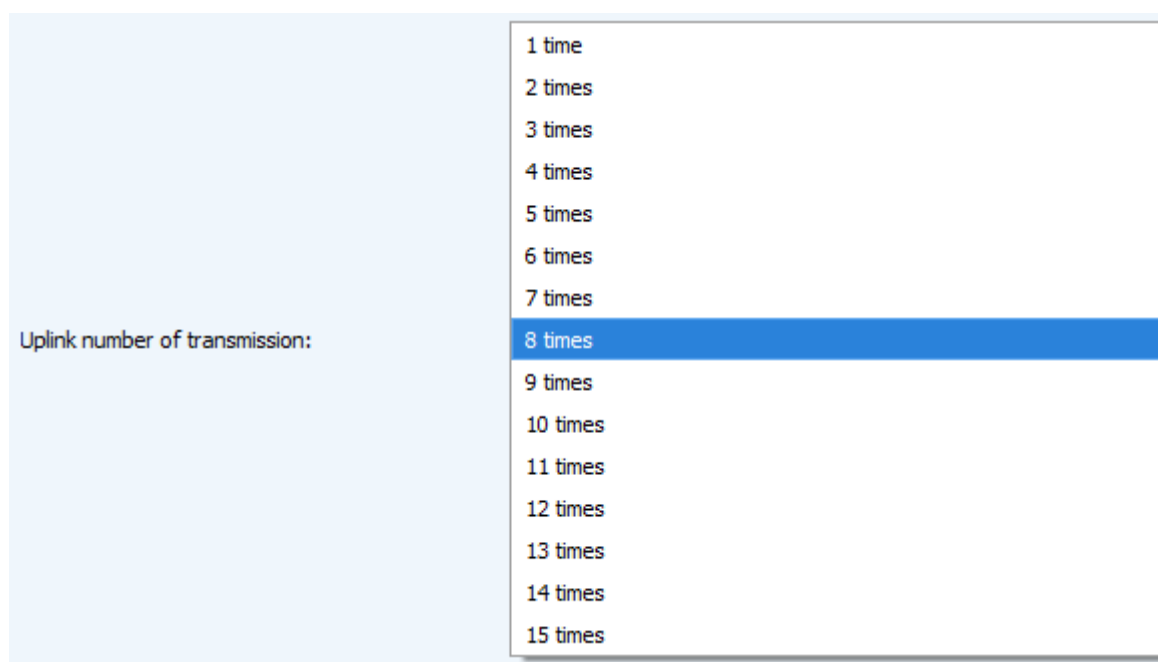 1 time
2 times
3 times
4 times
5 times
6 times
7 times
Uplink number of transmission: 8 times
9 times
10 times
11 times
12 times
13 times
14 times
15 times